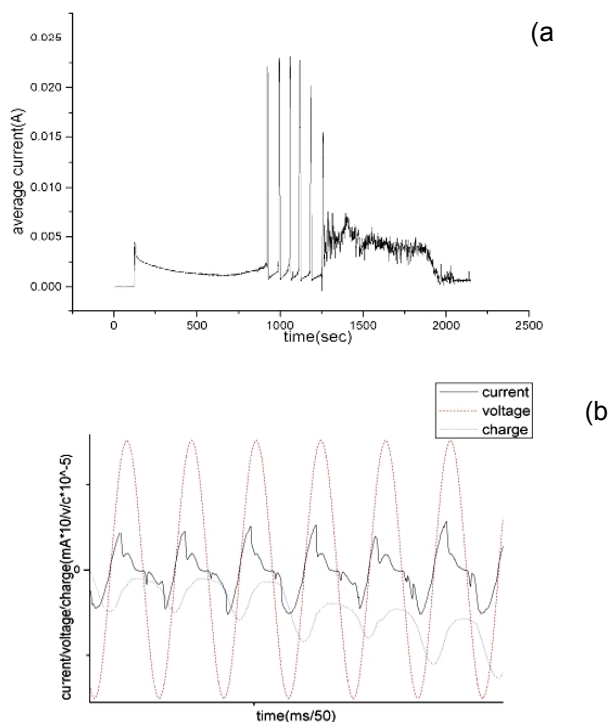 (a
0.025
0.020
0.015
0.010
0.005
0.000
average current(A)
0 500 1000 1500 2000 2500
time(sec)
(b
current
voltage
charge
current/voltage/charge(mA*10/v/c*10^-5)
0
time(ms/50)